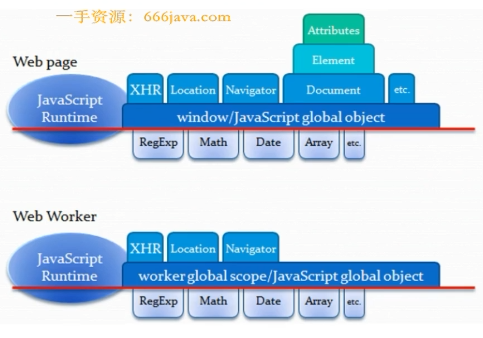 一手资源：666java.com
Attributes
Element
Web page
XHR Location Navigator Document etc.
JavaScript Runtime
window/JavaScript global object
RegExp Math Date Array etc.
Web Worker
XHR Location Navigator
JavaScript Runtime
worker global scope/JavaScript global object
RegExp Math Date Array etc.